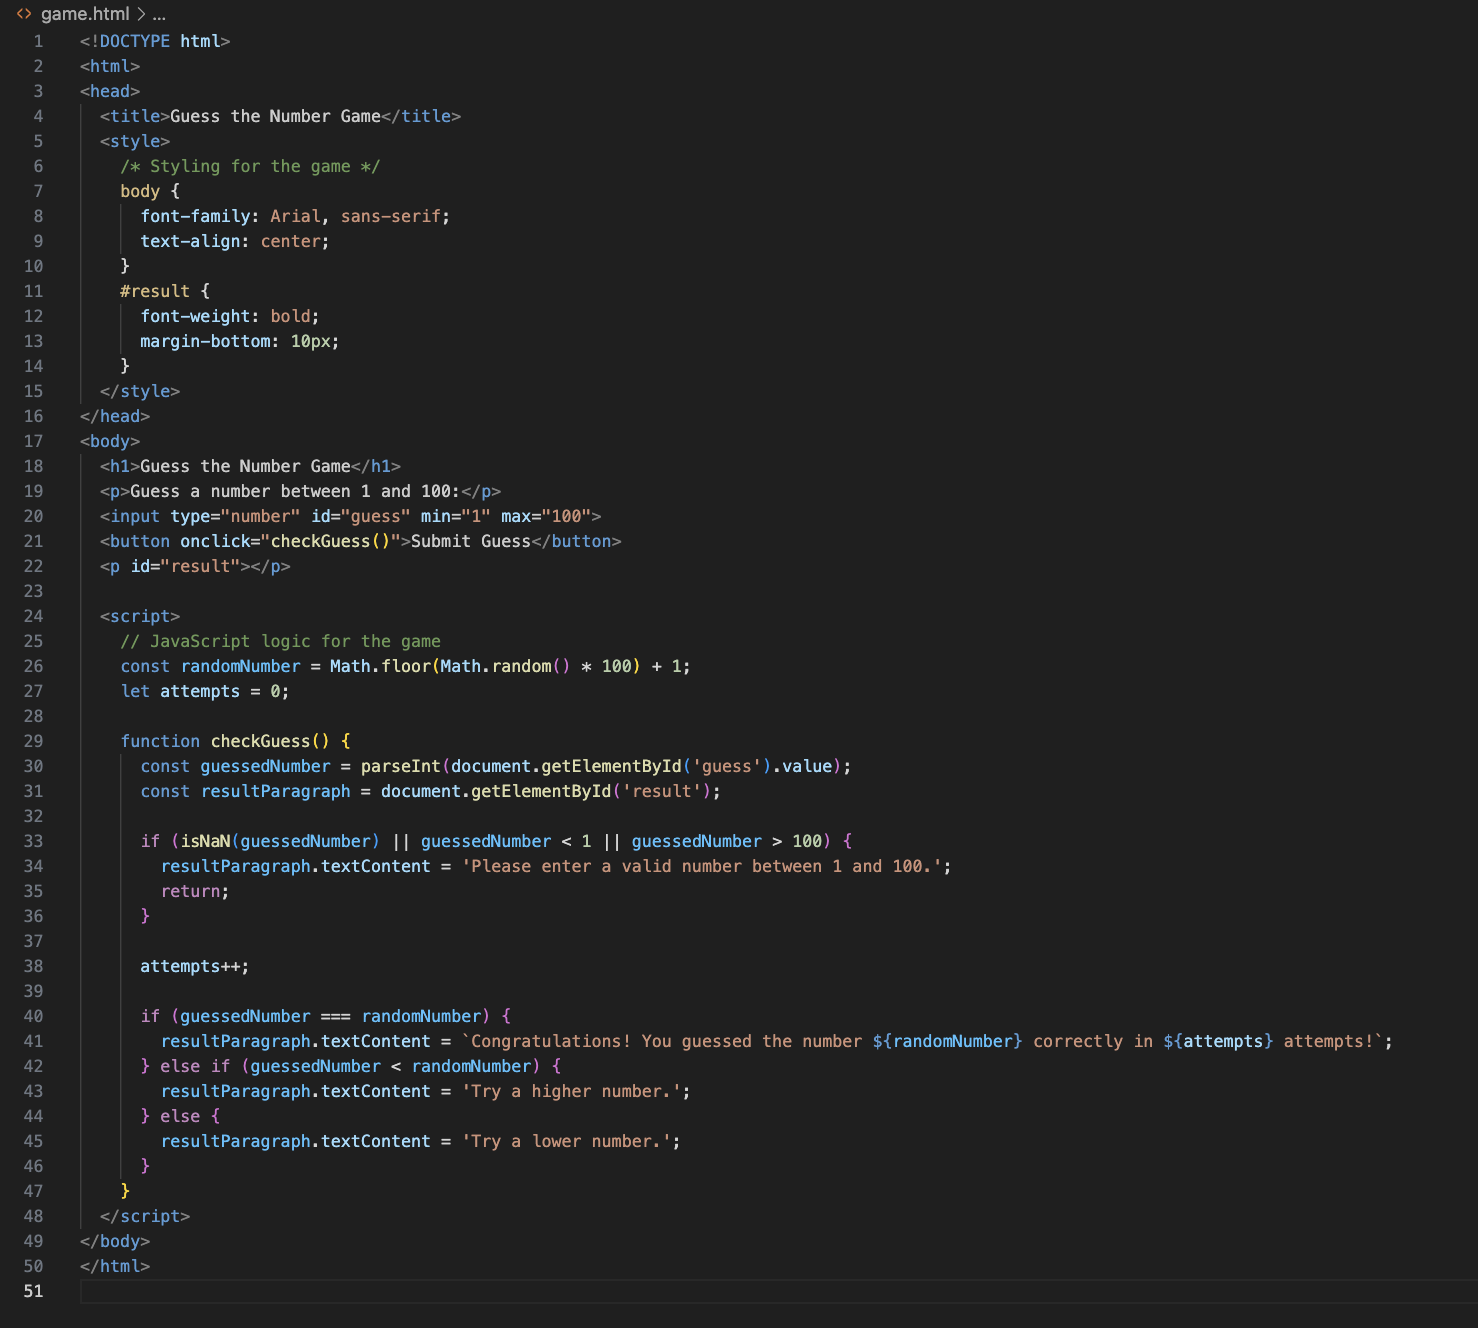 <> game.html > ...
1 <!DOCTYPE html>
2 <html>
3 <head>
4   <title>Guess the Number Game</title>
5   <style>
6     /* Styling for the game */
7     body {
8       font-family: Arial, sans-serif;
9       text-align: center;
10     }
11     #result {
12       font-weight: bold;
13       margin-bottom: 10px;
14     }
15   </style>
16 </head>
17 <body>
18   <h1>Guess the Number Game</h1>
19   <p>Guess a number between 1 and 100:</p>
20   <input type="number" id="guess" min="1" max="100">
21   <button onclick="checkGuess()">Submit Guess</button>
22   <p id="result"></p>
23
24   <script>
25     // JavaScript logic for the game
26     const randomNumber = Math.floor(Math.random() * 100) + 1;
27     let attempts = 0;
28
29     function checkGuess() {
30       const guessedNumber = parseInt(document.getElementById('guess').value);
31       const resultParagraph = document.getElementById('result');
32
33       if (isNaN(guessedNumber) || guessedNumber < 1 || guessedNumber > 100) {
34         resultParagraph.textContent = 'Please enter a valid number between 1 and 100.';
35         return;
36       }
37
38       attempts++;
39
40       if (guessedNumber === randomNumber) {
41         resultParagraph.textContent = `Congratulations! You guessed the number ${randomNumber} correctly in ${attempts} attempts!`;
42       } else if (guessedNumber < randomNumber) {
43         resultParagraph.textContent = 'Try a higher number.';
44       } else {
45         resultParagraph.textContent = 'Try a lower number.';
46       }
47     }
48   </script>
49 </body>
50 </html>
51